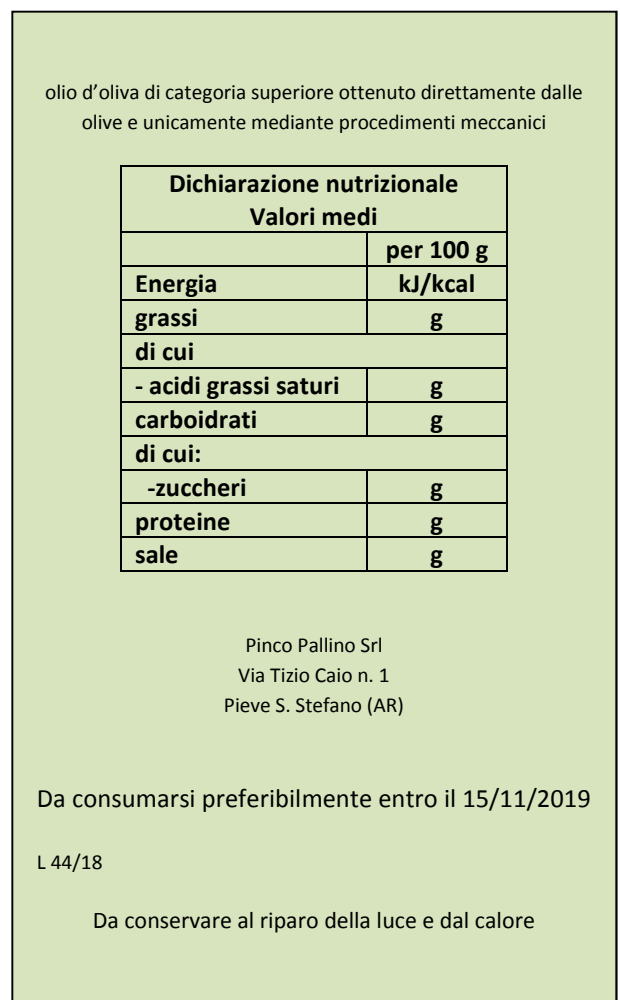 olio d’oliva di categoria superiore ottenuto direttamente dalle
olive e unicamente mediante procedimenti meccanici
Dichiarazione nutrizionale
Valori medi
per 100 g
Energia kJ/kcal
grassi g
di cui
- acidi grassi saturi g
carboidrati g
di cui:
-zuccheri g
proteine g
sale g
Pinco Pallino Srl
Via Tizio Caio n. 1
Pieve S. Stefano (AR)
Da consumarsi preferibilmente entro il 15/11/2019
L 44/18
Da conservare al riparo della luce e dal calore